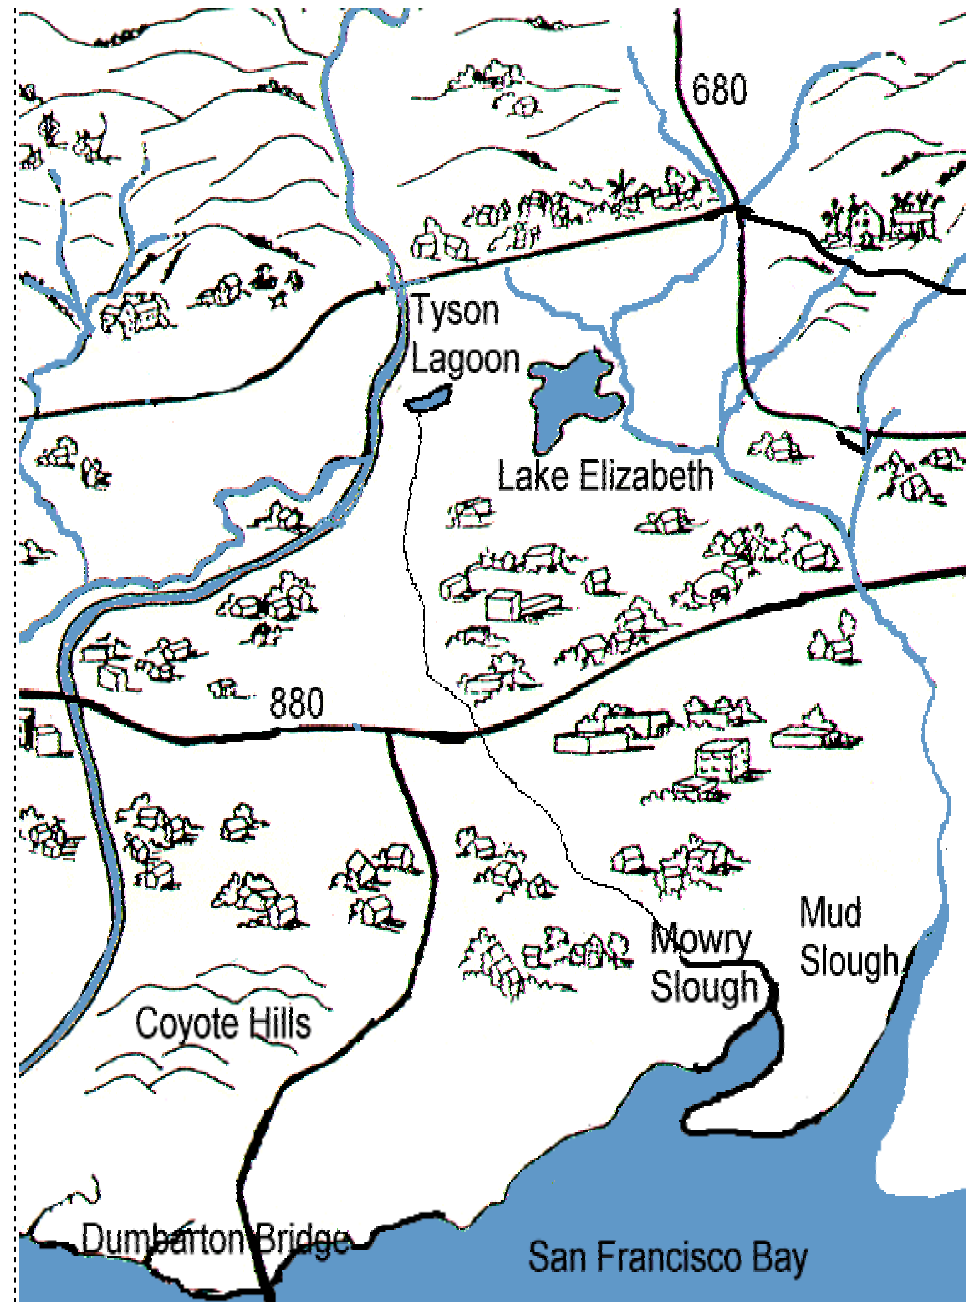 680
Tyson
Lagoon
Lake Elizabeth
880
Mud
Slough
Mowry
Slough
Coyote Hills
Dumbarton Bridge
San Francisco Bay